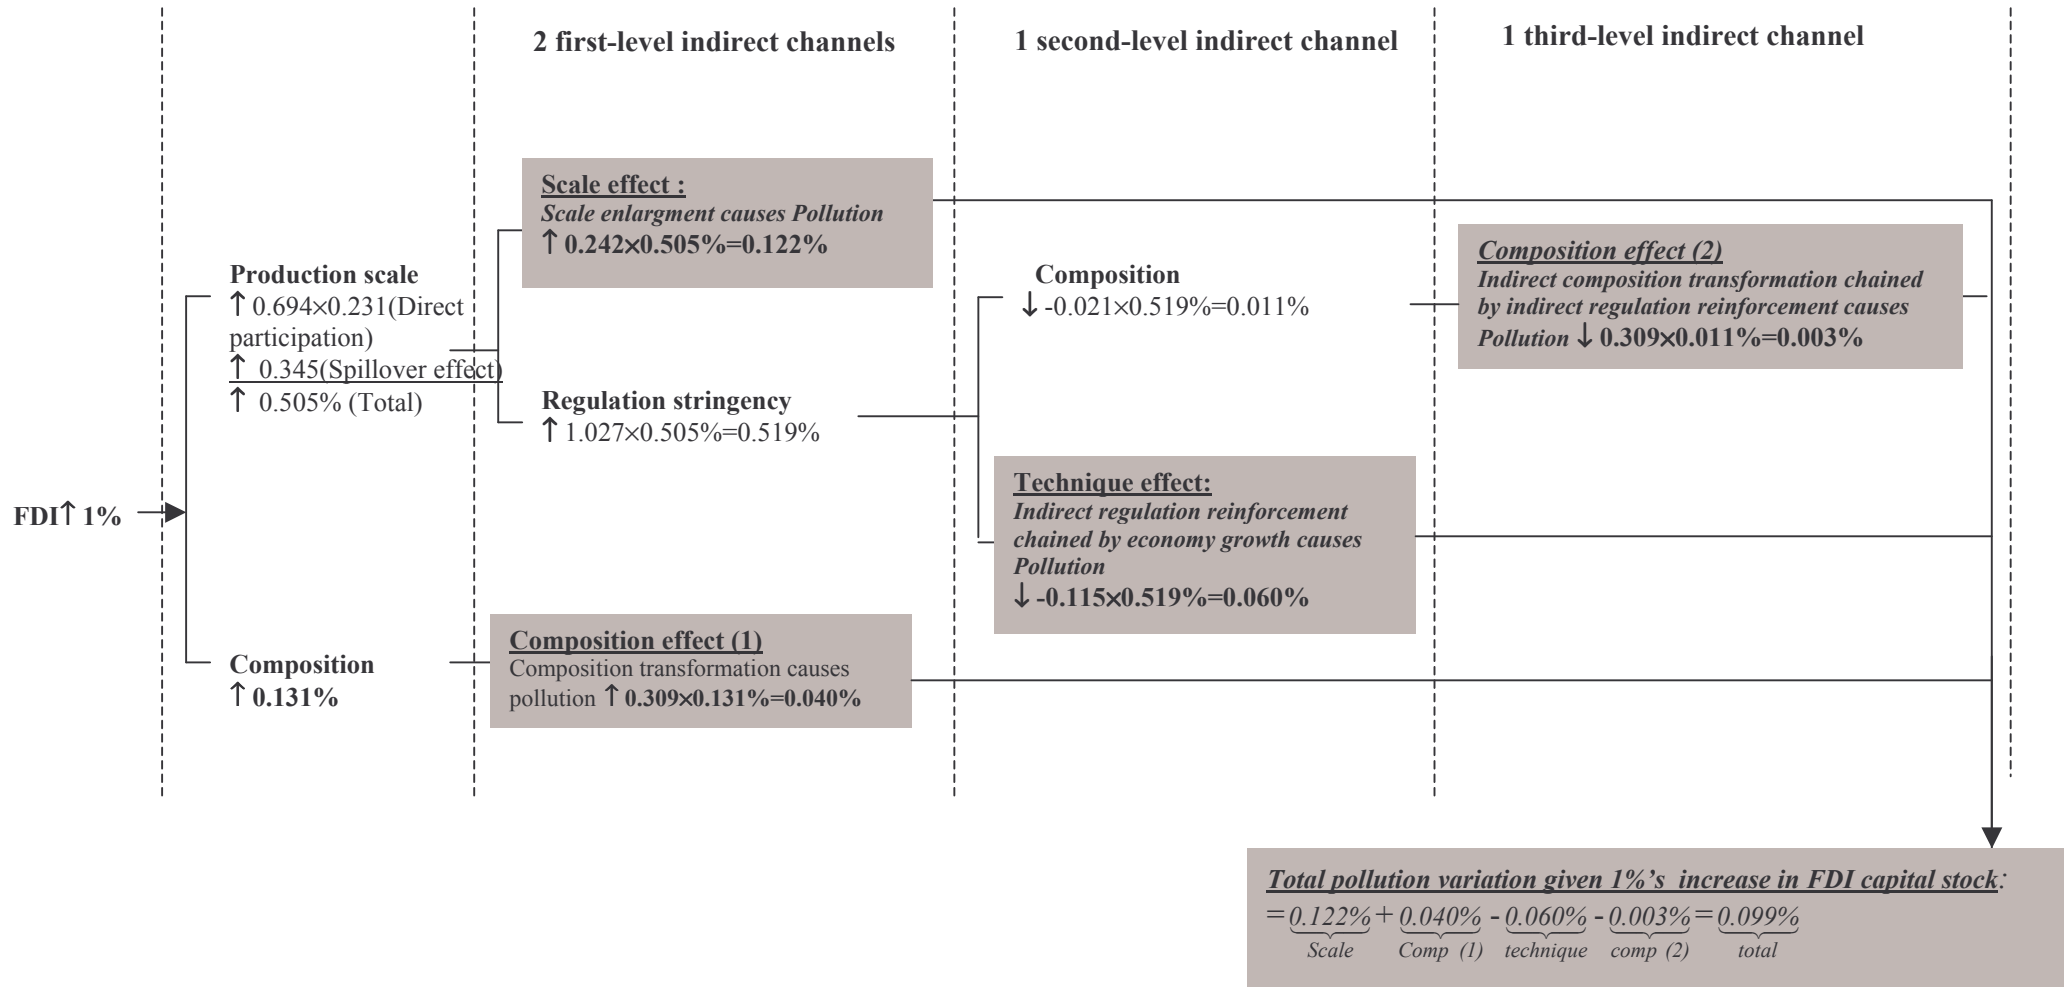 2 first-level indirect channels
1 second-level indirect channel
1 third-level indirect channel
Scale effect :
Scale enlargment causes Pollution
↑ 0.242×0.505%=0.122%
Production scale
↑ 0.694×0.231(Direct
participation)
↑ 0.345(Spillover effect)
↑ 0.505% (Total)
Regulation stringency
↑ 1.027×0.505%=0.519%
Composition
↓ -0.021×0.519%=0.011%
Composition effect (2)
Indirect composition transformation chained
by indirect regulation reinforcement causes
Pollution ↓ 0.309×0.011%=0.003%
Technique effect:
Indirect regulation reinforcement
chained by economy growth causes
Pollution
↓ -0.115×0.519%=0.060%
FDI↑ 1%
Composition
↑ 0.131%
Composition effect (1)
Composition transformation causes
pollution ↑ 0.309×0.131%=0.040%
Total pollution variation given 1%’s increase in FDI capital stock:
= 0.122% + 0.040% - 0.060% - 0.003% = 0.099%
Scale Comp (1) technique comp (2) total